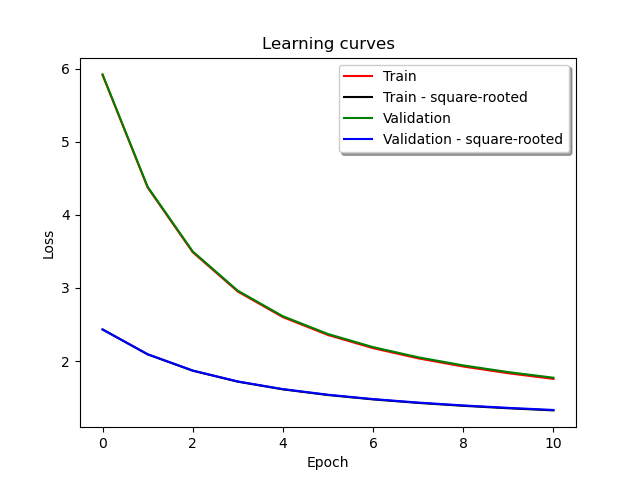 Learning curves
Train
Train - square-rooted
Validation
Validation - square-rooted
6
5
4
3
2
Loss
0 2 4 6 8 10
Epoch